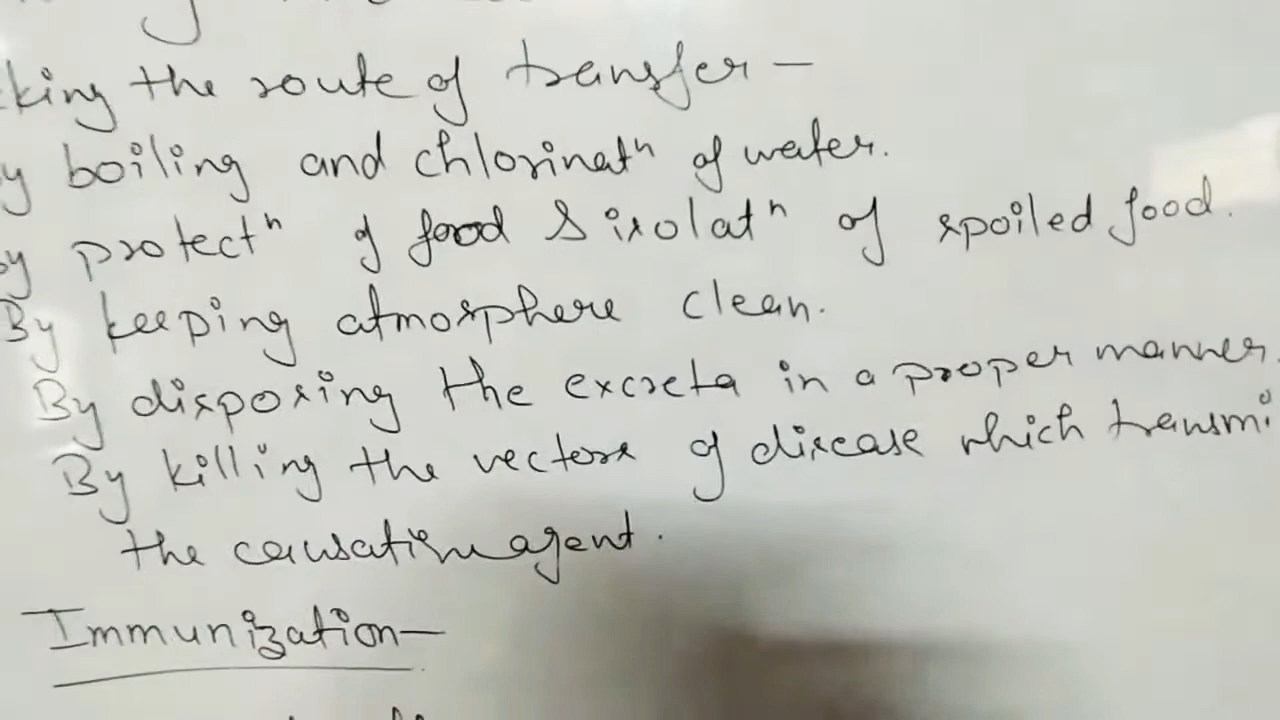 king the route of transfer –
y boiling and chlorinatⁿ of water.
by protectⁿ of food & isolatⁿ of spoiled food.
By keeping atmosphere clean.
By disposing the excreta in a proper manner.
By killing the vectors of disease which transmi
the causation agent.
Immunization –